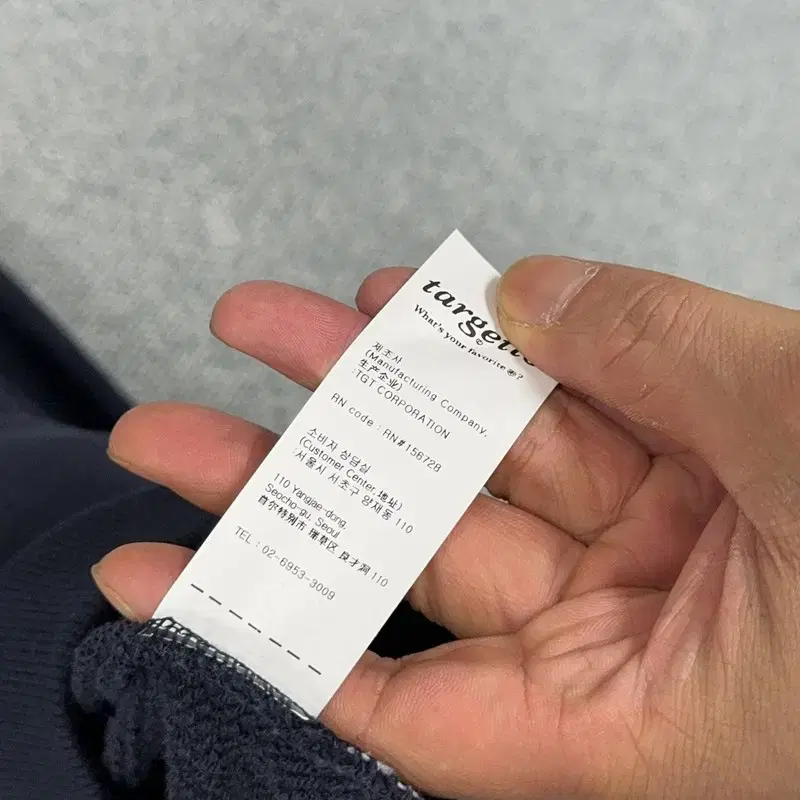 What's your favorite ⓔ?
제조사
(Manufacturing Company,
生产企业)
:TGT CORPORATION
RN code : RN#156728
소비자 상담실
(Customer Center, 地址)
:서울시 서초구 양재동 110
110 Yangjae-dong,
Seocho-gu, Seoul
首尔特别市 瑞草区 良才洞 110
TEL : 02-6953-3009